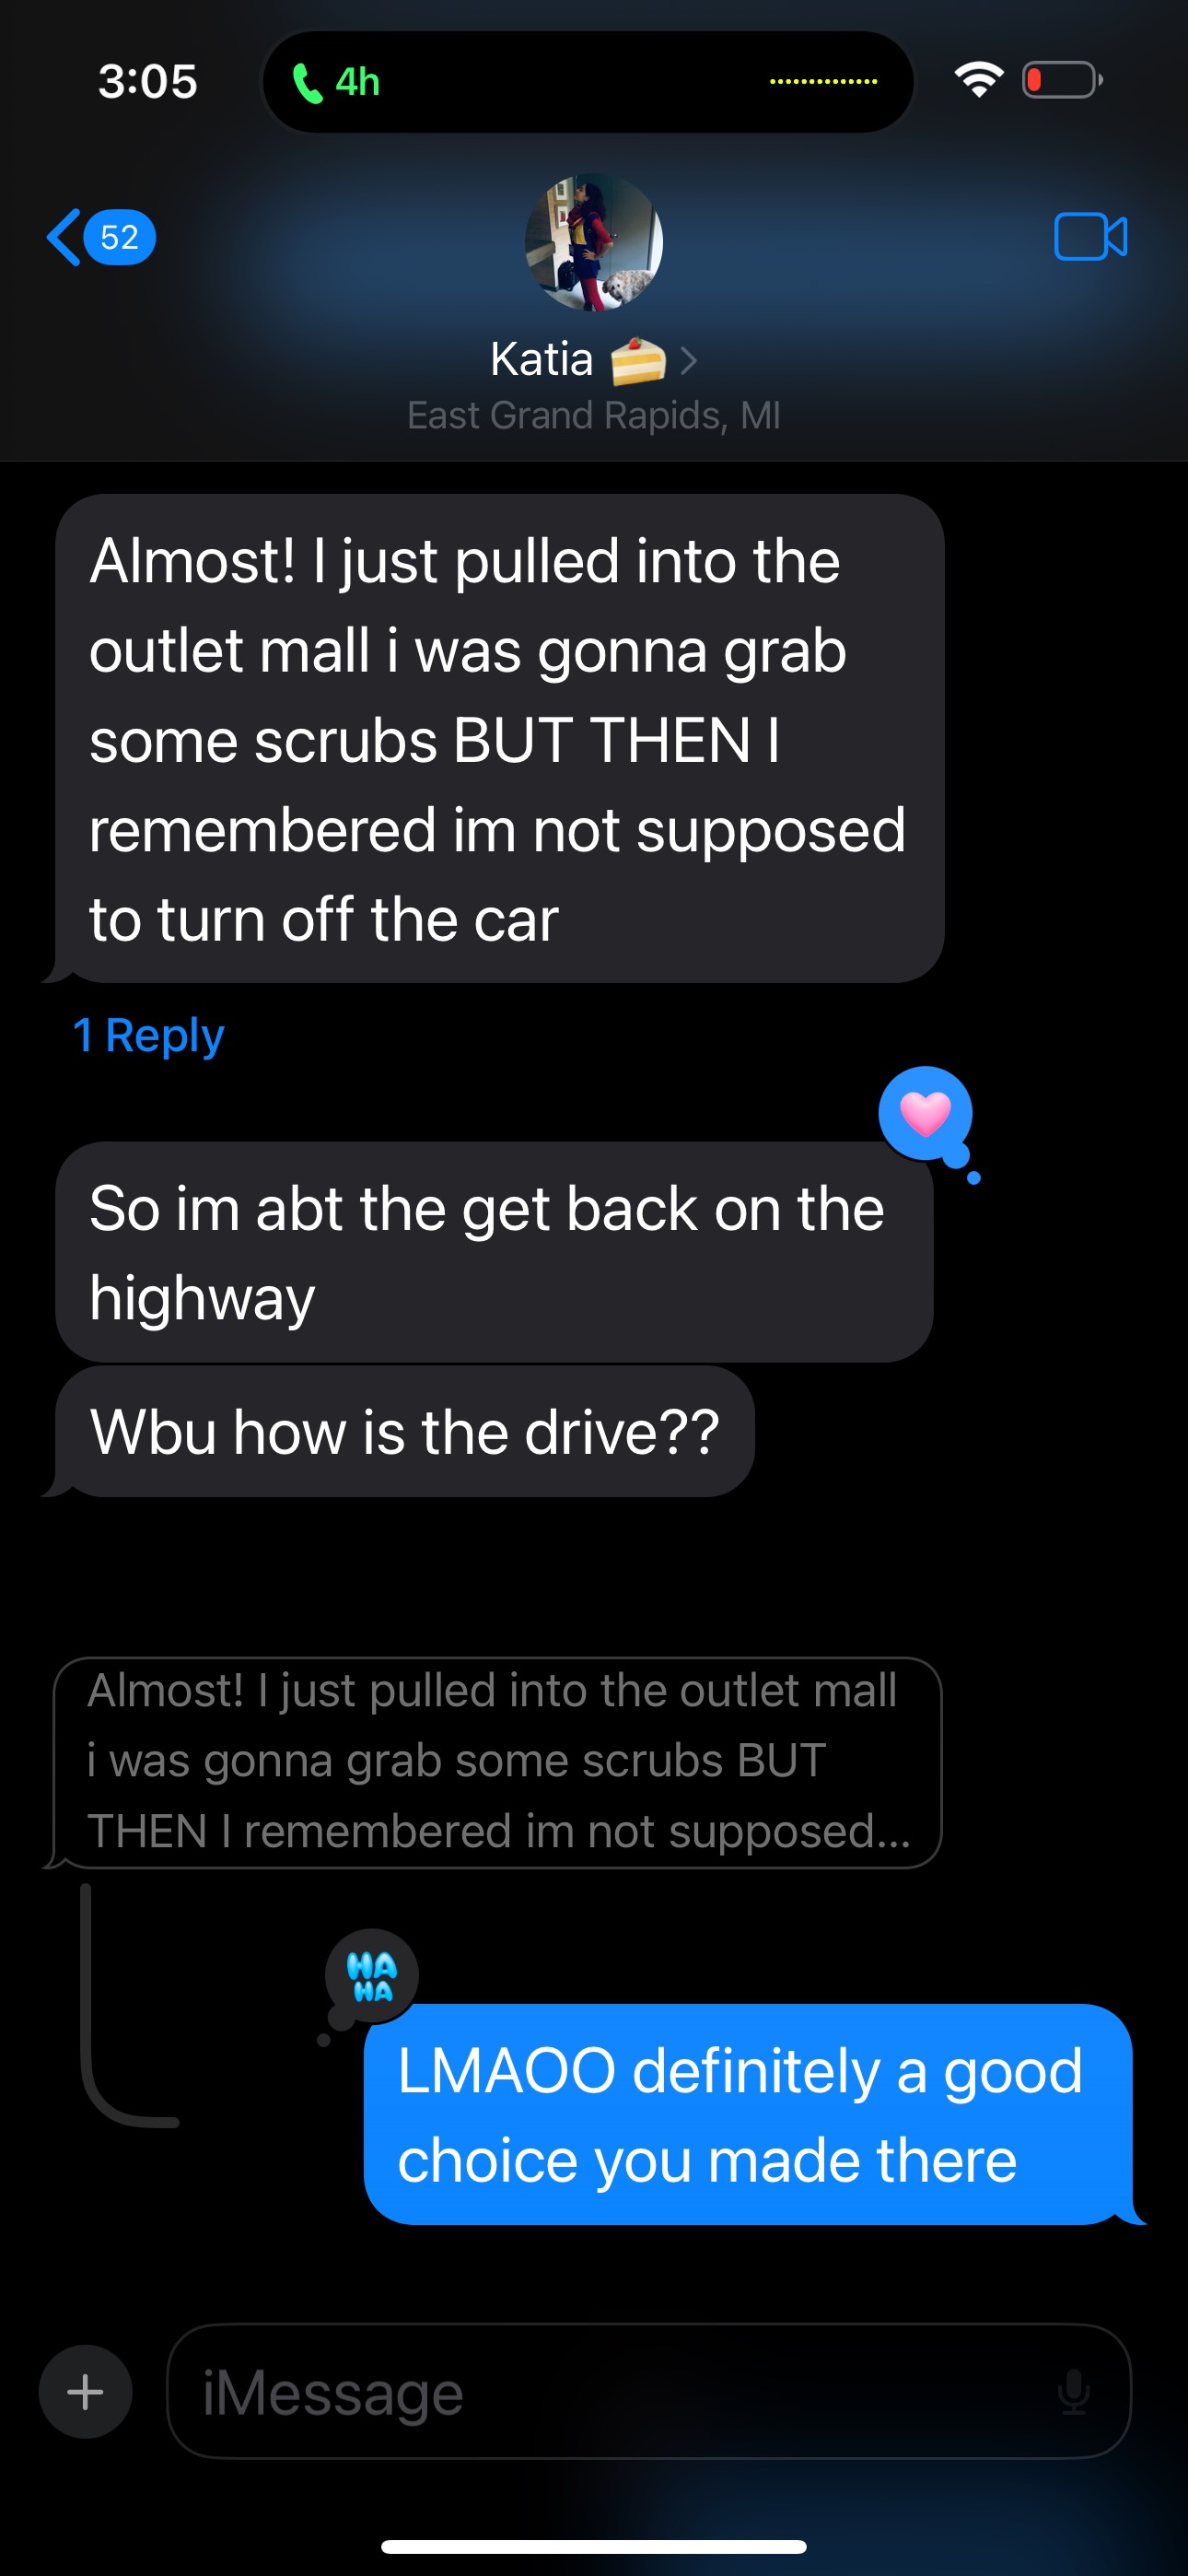 3:05
4h
52
Katia 🍰
East Grand Rapids, MI
Almost! I just pulled into the
outlet mall i was gonna grab
some scrubs BUT THEN I
remembered im not supposed
to turn off the car
1 Reply
So im abt the get back on the
highway
Wbu how is the drive??
Almost! I just pulled into the outlet mall
i was gonna grab some scrubs BUT
THEN I remembered im not supposed...
HA
HA
LMAOO definitely a good
choice you made there
iMessage